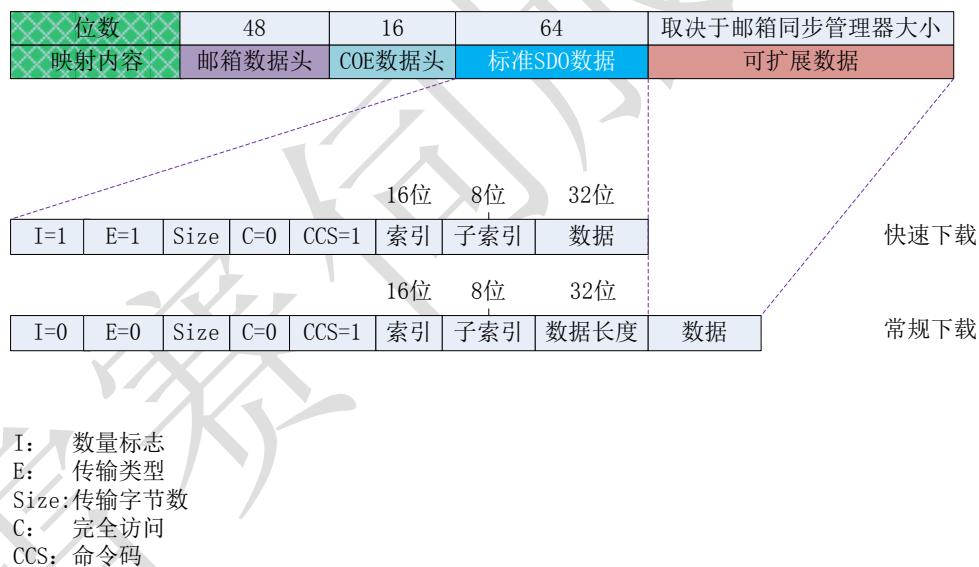 位数 48 16 64 取决于邮箱同步管理器大小
映射内容 邮箱数据头 COE数据头 标准SDO数据 可扩展数据
16位 8位 32位
I=1 E=1 Size C=0 CCS=1 索引 子索引 数据 快速下载
16位 8位 32位
I=0 E=0 Size C=0 CCS=1 索引 子索引 数据长度 数据 常规下载
I： 数量标志
E： 传输类型
Size:传输字节数
C： 完全访问
CCS：命令码